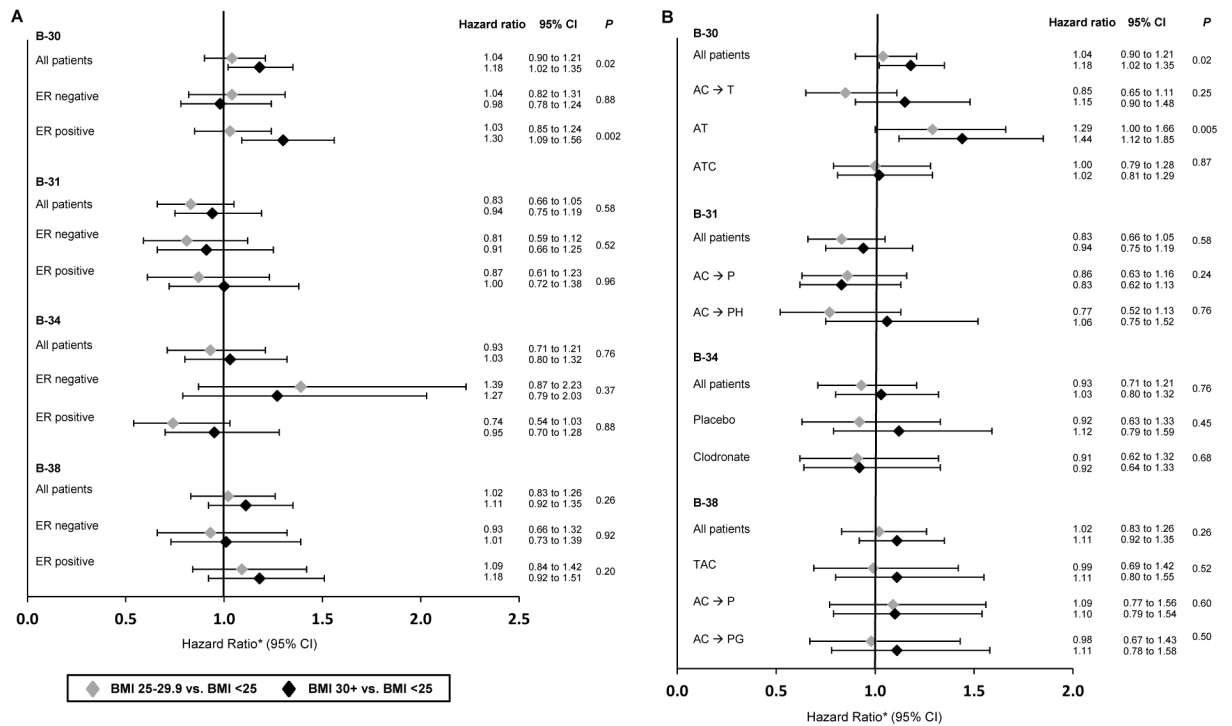 A
Hazard ratio 95% CI P
B-30
All patients
1.04 0.90 to 1.21
1.18 1.02 to 1.35
0.02
ER negative
1.04 0.82 to 1.31
0.98 0.78 to 1.24
0.88
ER positive
1.03 0.85 to 1.24
1.30 1.09 to 1.56
0.002
B-31
All patients
0.83 0.66 to 1.05
0.94 0.75 to 1.19
0.58
ER negative
0.81 0.59 to 1.12
0.91 0.66 to 1.25
0.52
ER positive
0.87 0.61 to 1.23
1.00 0.72 to 1.38
0.96
B-34
All patients
0.93 0.71 to 1.21
1.03 0.80 to 1.32
0.76
ER negative
1.39 0.87 to 2.23
1.27 0.79 to 2.03
0.37
ER positive
0.74 0.54 to 1.03
0.95 0.70 to 1.28
0.88
B-38
All patients
1.02 0.83 to 1.26
1.11 0.92 to 1.35
0.26
ER negative
0.93 0.66 to 1.32
1.01 0.73 to 1.39
0.92
ER positive
1.09 0.84 to 1.42
1.18 0.92 to 1.51
0.20
0.0 0.5 1.0 1.5 2.0 2.5
Hazard Ratio* (95% CI)
BMI 25-29.9 vs. BMI <25 BMI 30+ vs. BMI <25
B
Hazard ratio 95% CI P
B-30
All patients
1.04 0.90 to 1.21
1.18 1.02 to 1.35
0.02
AC → T
0.85 0.65 to 1.11
1.15 0.90 to 1.48
0.25
AT
1.29 1.00 to 1.66
1.44 1.12 to 1.85
0.005
ATC
1.00 0.79 to 1.28
1.02 0.81 to 1.29
0.87
B-31
All patients
0.83 0.66 to 1.05
0.94 0.75 to 1.19
0.58
AC → P
0.86 0.63 to 1.16
0.83 0.62 to 1.13
0.24
AC → PH
0.77 0.52 to 1.13
1.06 0.75 to 1.52
0.76
B-34
All patients
0.93 0.71 to 1.21
1.03 0.80 to 1.32
0.76
Placebo
0.92 0.63 to 1.33
1.12 0.79 to 1.59
0.45
Clodronate
0.91 0.62 to 1.32
0.92 0.64 to 1.33
0.68
B-38
All patients
1.02 0.83 to 1.26
1.11 0.92 to 1.35
0.26
TAC
0.99 0.69 to 1.42
1.11 0.80 to 1.55
0.52
AC → P
1.09 0.77 to 1.56
1.10 0.79 to 1.54
0.60
AC → PG
0.98 0.67 to 1.43
1.11 0.78 to 1.58
0.50
0.0 0.5 1.0 1.5 2.0
Hazard Ratio* (95% CI)